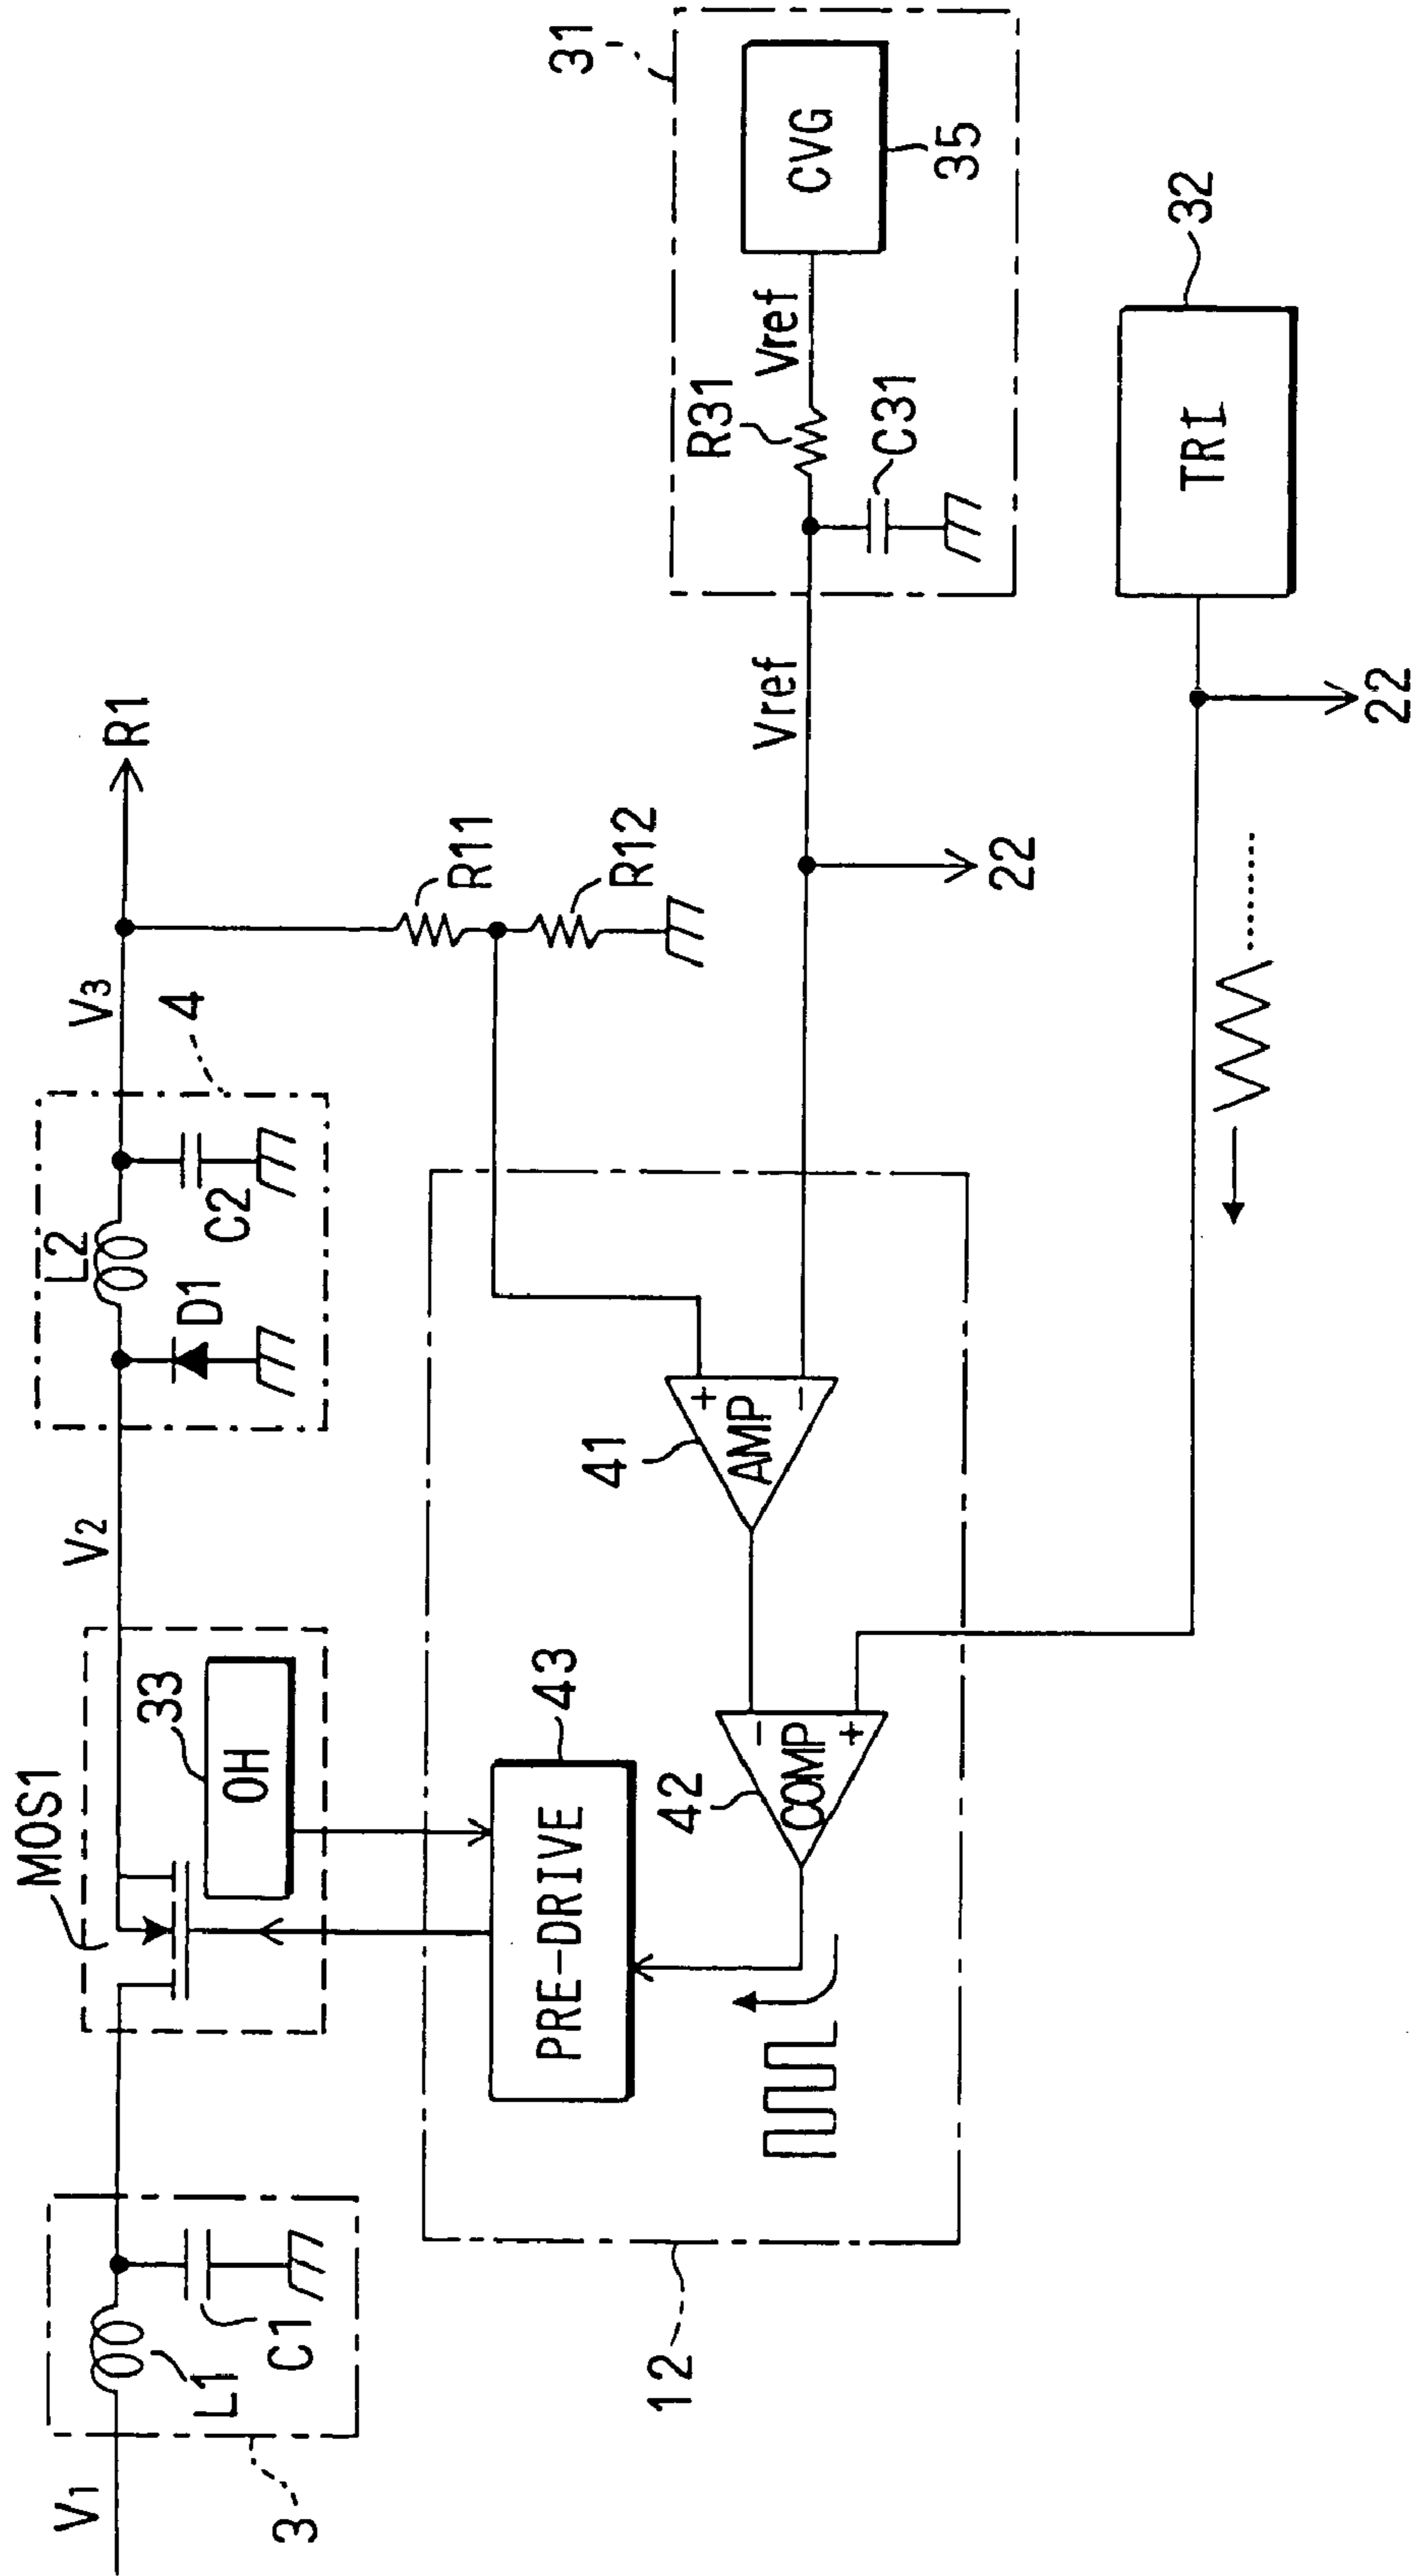 V1
3
L1
C1
MOS1
33
OH
V2
L2
D1
C2
4
V3
R1
R11
R12
12
PRE-DRIVE
43
COMP
42
-
+
AMP
41
+
-
Vref
22
31
R31
Vref
C31
CVG
35
TRI
32
22